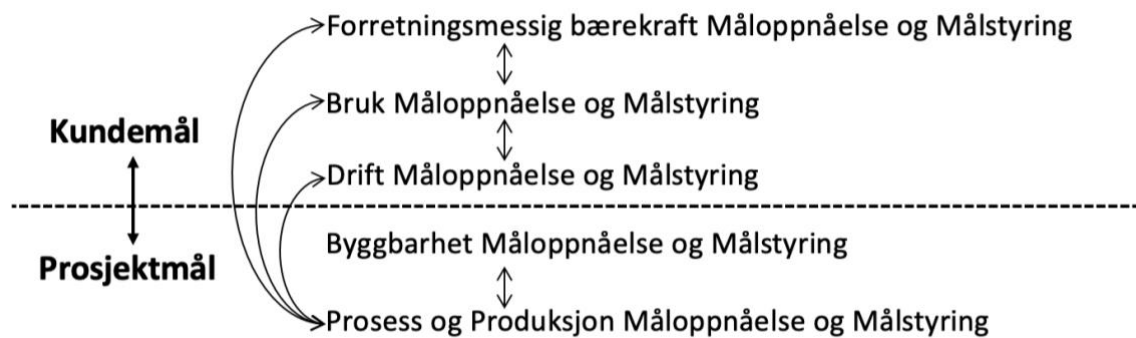 Forretningsmessig bærekraft Måloppnåelse og Målstyring
Bruk Måloppnåelse og Målstyring
Kundemål
Drift Måloppnåelse og Målstyring
Byggbarhet Måloppnåelse og Målstyring
Prosjektmål
Prosess og Produksjon Måloppnåelse og Målstyring